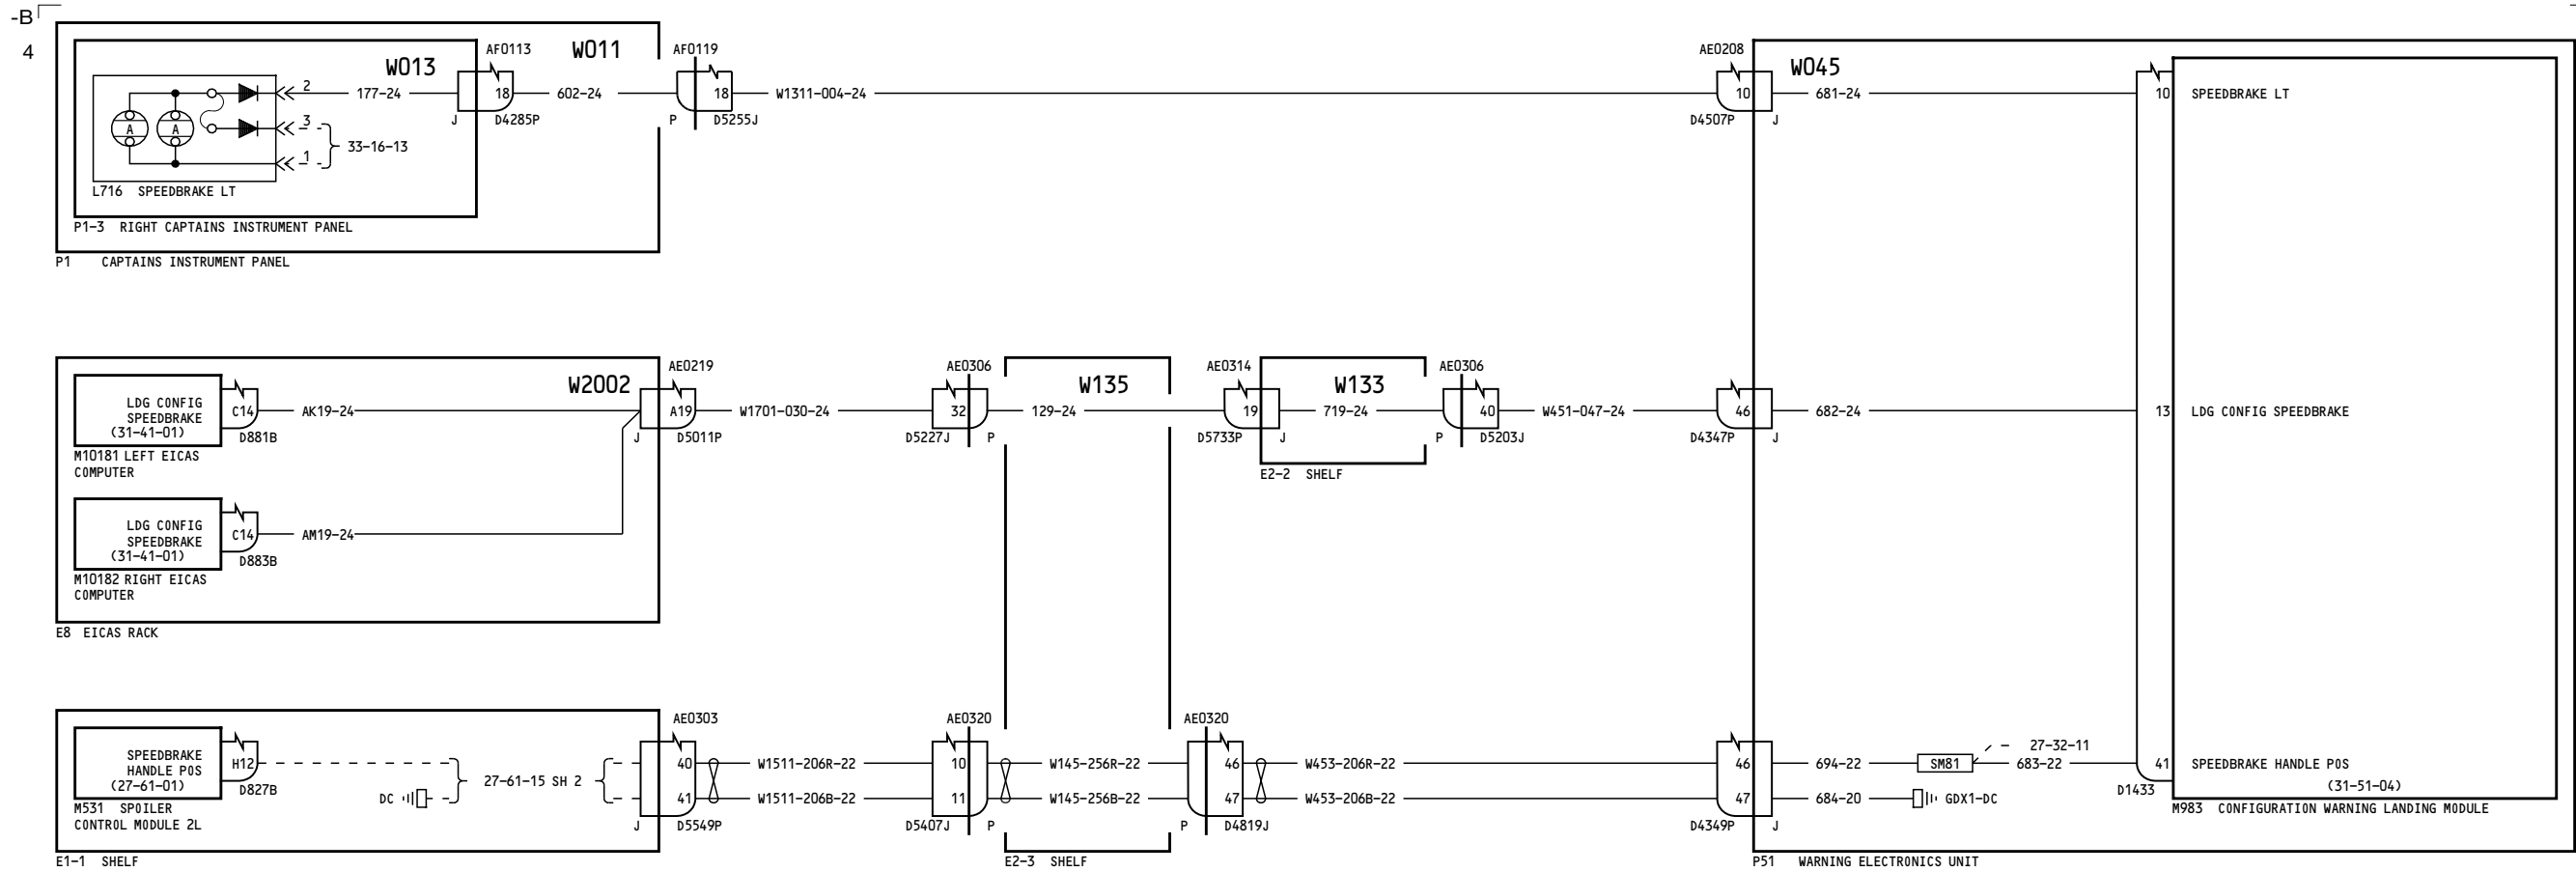 -B
4
AF0113
W011
AF0119
AE0208
W013
W045
2
177-24
18
602-24
18
W1311-004-24
10
681-24
10
SPEEDBRAKE LT
A
A
3
J
D4285P
P
D5255J
D4507P
J
33-16-13
1
L716 SPEEDBRAKE LT
P1-3 RIGHT CAPTAINS INSTRUMENT PANEL
P1 CAPTAINS INSTRUMENT PANEL
AE0219
AE0306
AE0314
AE0306
W2002
W135
W133
LDG CONFIG
SPEEDBRAKE
(31-41-01)
C14
AK19-24
A19
W1701-030-24
32
129-24
19
719-24
40
W451-047-24
46
682-24
13
LDG CONFIG SPEEDBRAKE
D881B
J
D5011P
D5227J
P
D5733P
J
P
D5203J
D4347P
J
M10181 LEFT EICAS
COMPUTER
E2-2 SHELF
LDG CONFIG
SPEEDBRAKE
(31-41-01)
C14
AM19-24
D883B
M10182 RIGHT EICAS
COMPUTER
E8 EICAS RACK
AE0303
AE0320
AE0320
SPEEDBRAKE
HANDLE POS
(27-61-01)
H12
27-61-15 SH 2
40
W1511-206R-22
10
W145-256R-22
46
W453-206R-22
46
694-22
SM81
27-32-11
683-22
41
SPEEDBRAKE HANDLE POS
(31-51-04)
D827B
DC
41
W1511-206B-22
11
W145-256B-22
47
W453-206B-22
47
684-20
GDX1-DC
D1433
M531 SPOILER
CONTROL MODULE 2L
J
D5549P
D5407J
P
P
D4819J
D4349P
J
M983 CONFIGURATION WARNING LANDING MODULE
E1-1 SHELF
E2-3 SHELF
P51 WARNING ELECTRONICS UNIT